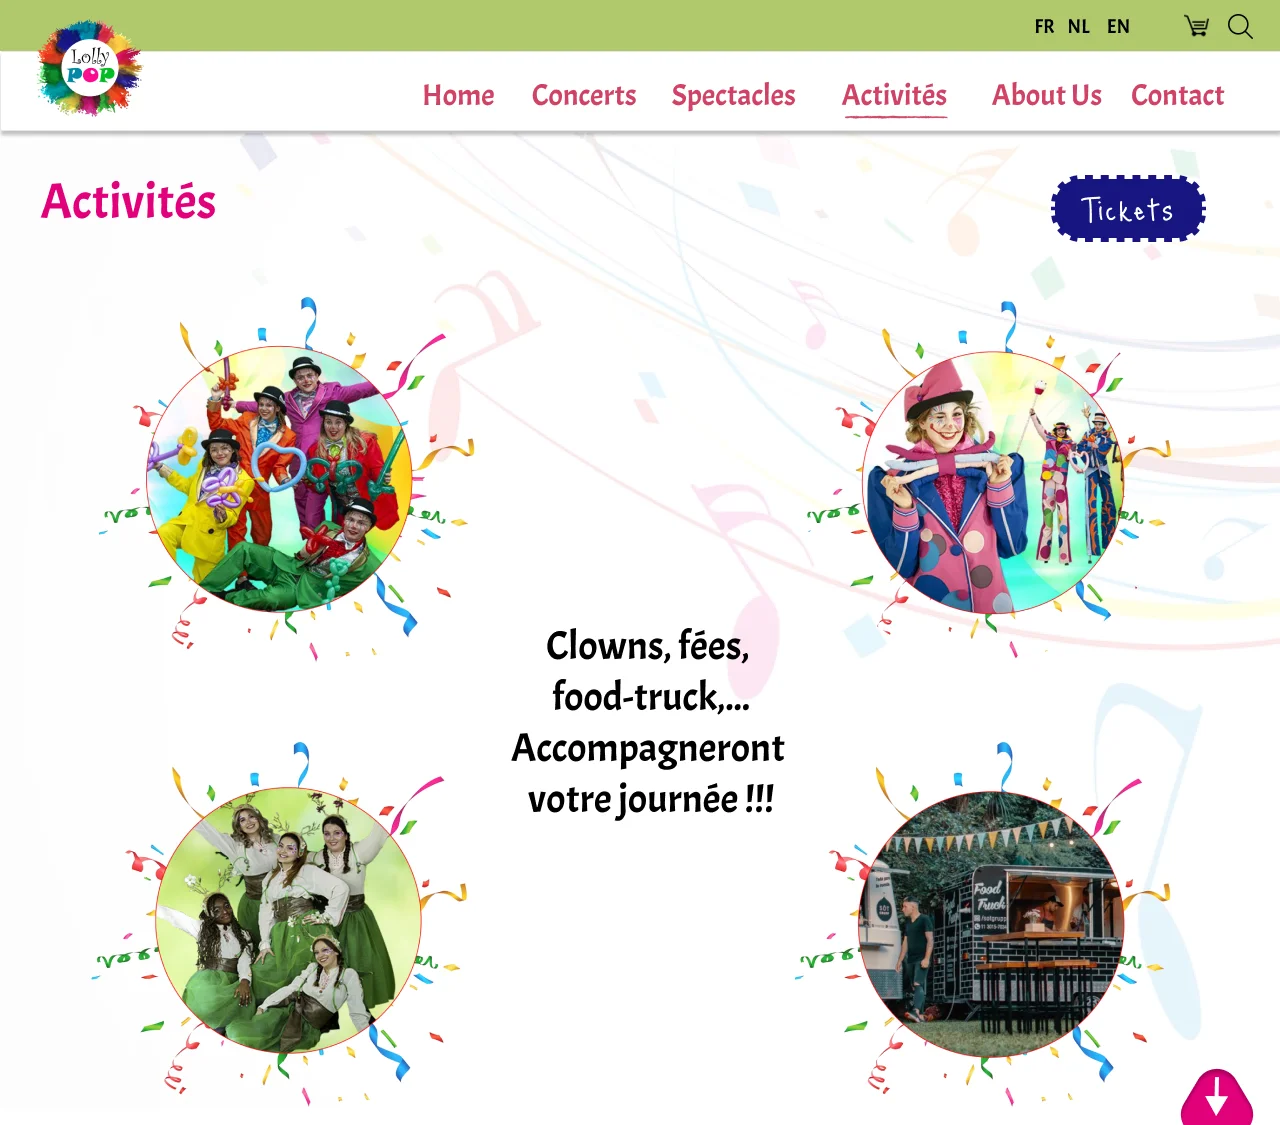 FR NL EN
Lolly
POP
Home Concerts Spectacles Activités About Us Contact
Activités
Tickets
Clowns, fées,
food-truck,...
Accompagneront
votre journée !!!
Food
Truck